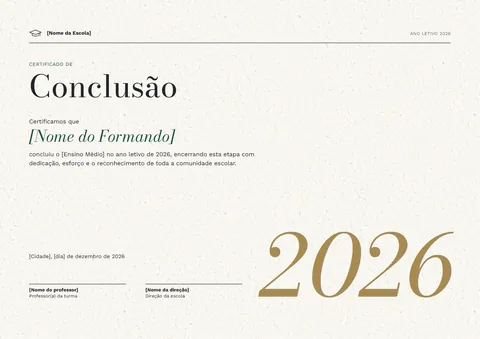 [Nome da Escola]
ANO LETIVO 2026
CERTIFICADO DE
Conclusão
Certificamos que
[Nome do Formando]
concluiu o [Ensino Médio] no ano letivo de 2026, encerrando esta etapa com
dedicação, esforço e o reconhecimento de toda a comunidade escolar.
[Cidade], [dia] de dezembro de 2026
2026
[Nome do professor]
Professor(a) da turma
[Nome da direção]
Direção da escola